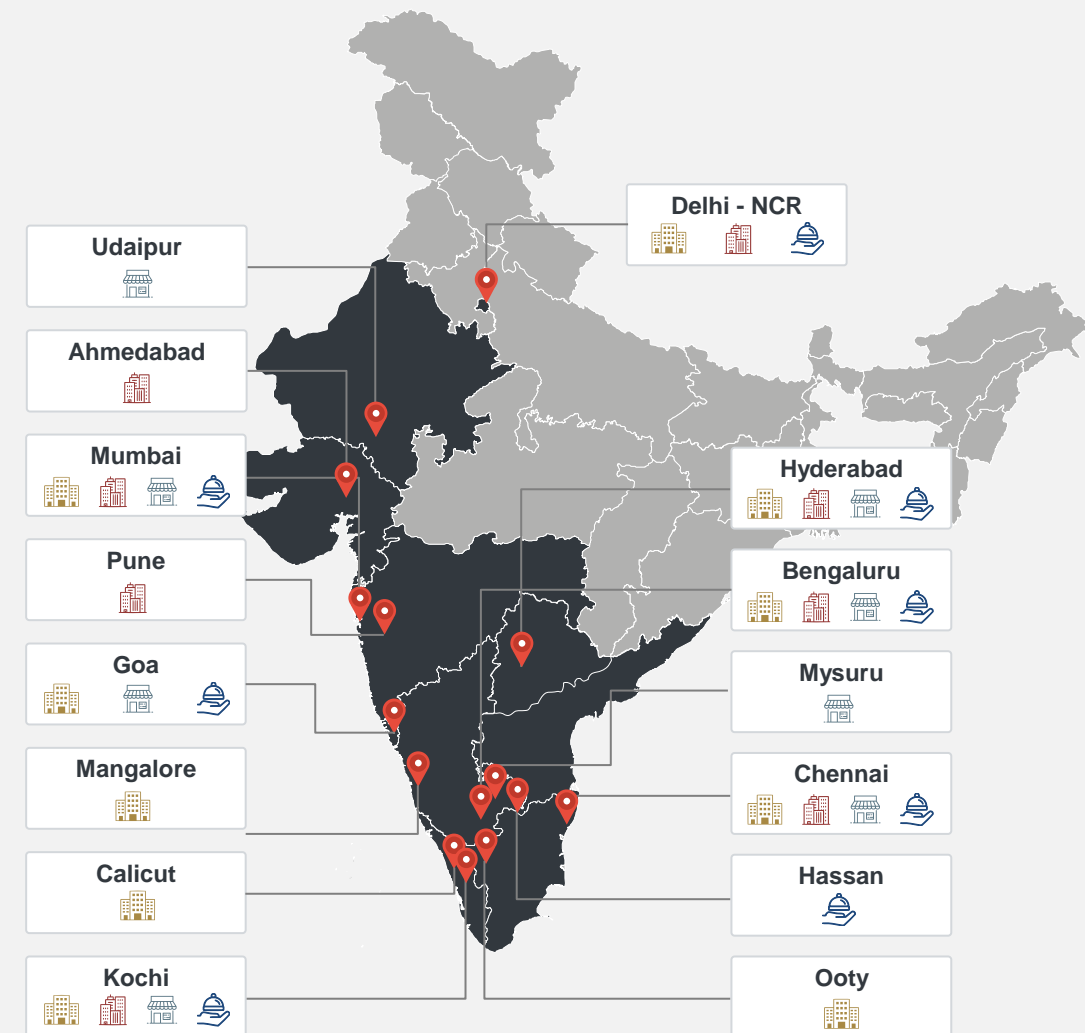 Delhi - NCR
Udaipur
Ahmedabad
Mumbai
Hyderabad
Pune
Bengaluru
Goa
Mysuru
Mangalore
Chennai
Calicut
Hassan
Kochi
Ooty